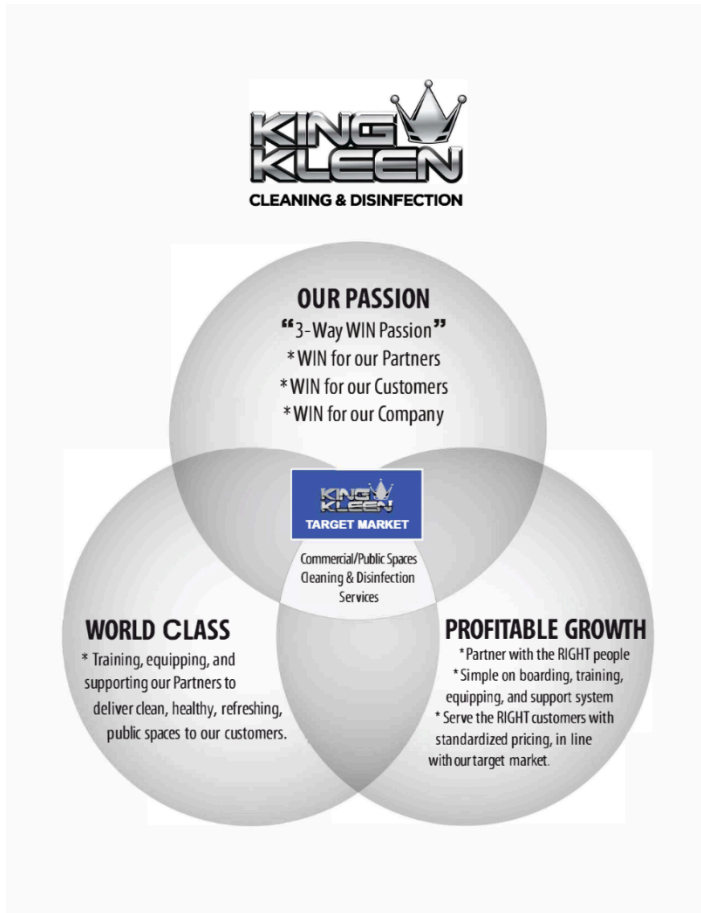 KING
KLEEN
CLEANING & DISINFECTION
OUR PASSION
“3-Way WIN Passion”
* WIN for our Partners
* WIN for our Customers
* WIN for our Company
KING
KLEEN
TARGET MARKET
Commercial/Public Spaces
Cleaning & Disinfection
Services
WORLD CLASS
* Training, equipping, and
supporting our Partners to
deliver clean, healthy, refreshing,
public spaces to our customers.
PROFITABLE GROWTH
* Partner with the RIGHT people
* Simple on boarding, training,
equipping, and support system
* Serve the RIGHT customers with
standardized pricing, in line
with our target market.